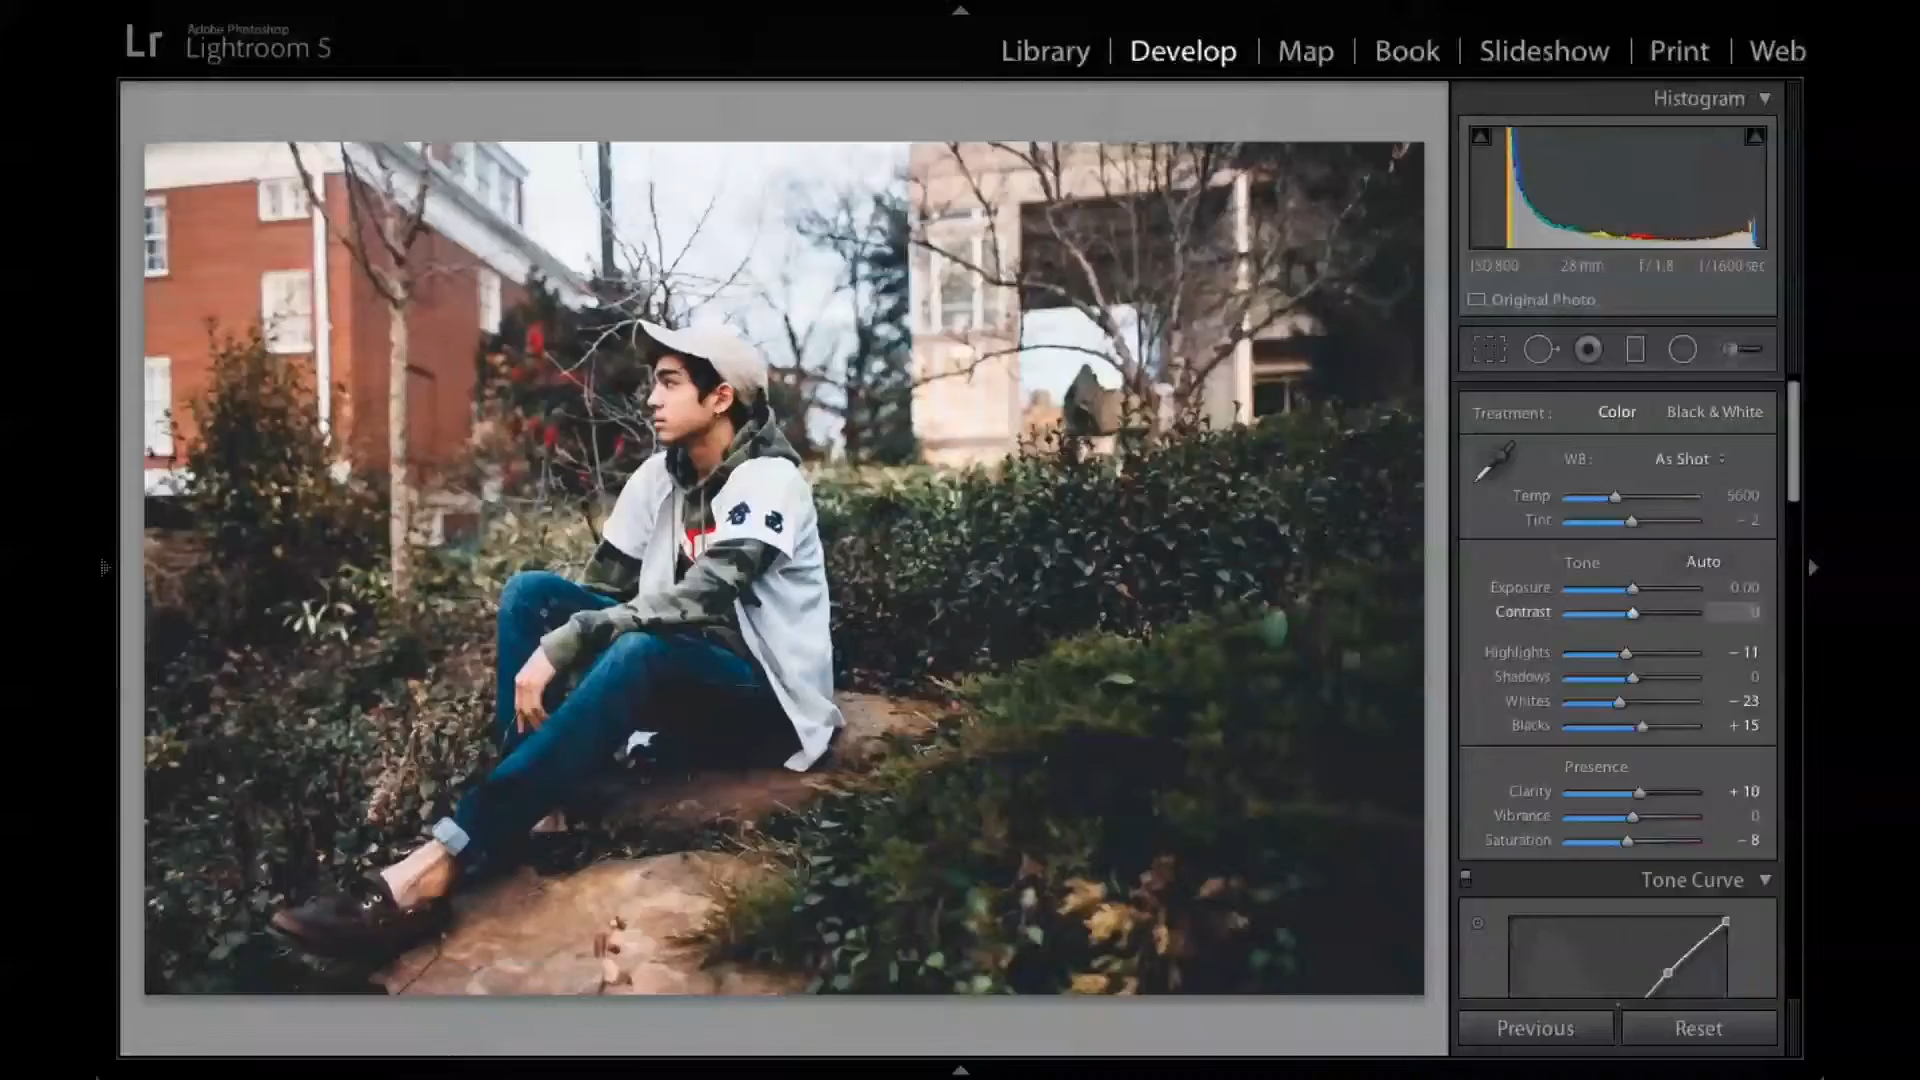 Lr
Adobe Photoshop
Lightroom 5
Library | Develop | Map | Book | Slideshow | Print | Web
Histogram
ISO 800 28 mm f / 1.8 1/1600 sec
Original Photo
Treatment : Color Black & White
WB: As Shot
Temp 5600
Tint - 2
Tone Auto
Exposure 0.00
Contrast 0
Highlights - 11
Shadows 0
Whites - 23
Blacks + 15
Presence
Clarity + 10
Vibrance 0
Saturation - 8
Tone Curve
Previous Reset